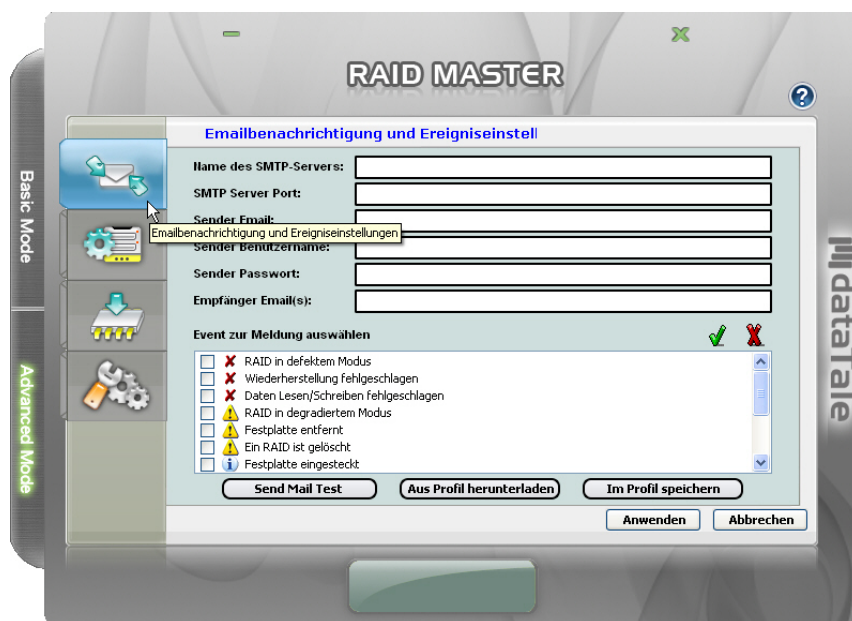 RAID MASTER
Emailbenachrichtigung und Ereigniseinstell
Basic Mode
Advanced Mode
Name des SMTP-Servers:
SMTP Server Port:
Sender Email:
Emailbenachrichtigung und Ereigniseinstellungen
Sender Benutzername:
Sender Passwort:
Empfänger Email(s):
Event zur Meldung auswählen
RAID in defektem Modus
Wiederherstellung fehlgeschlagen
Daten Lesen/Schreiben fehlgeschlagen
RAID in degradiertem Modus
Festplatte entfernt
Ein RAID ist gelöscht
Festplatte eingesteckt
Send Mail Test
Aus Profil herunterladen
Im Profil speichern
Anwenden
Abbrechen
dataTale